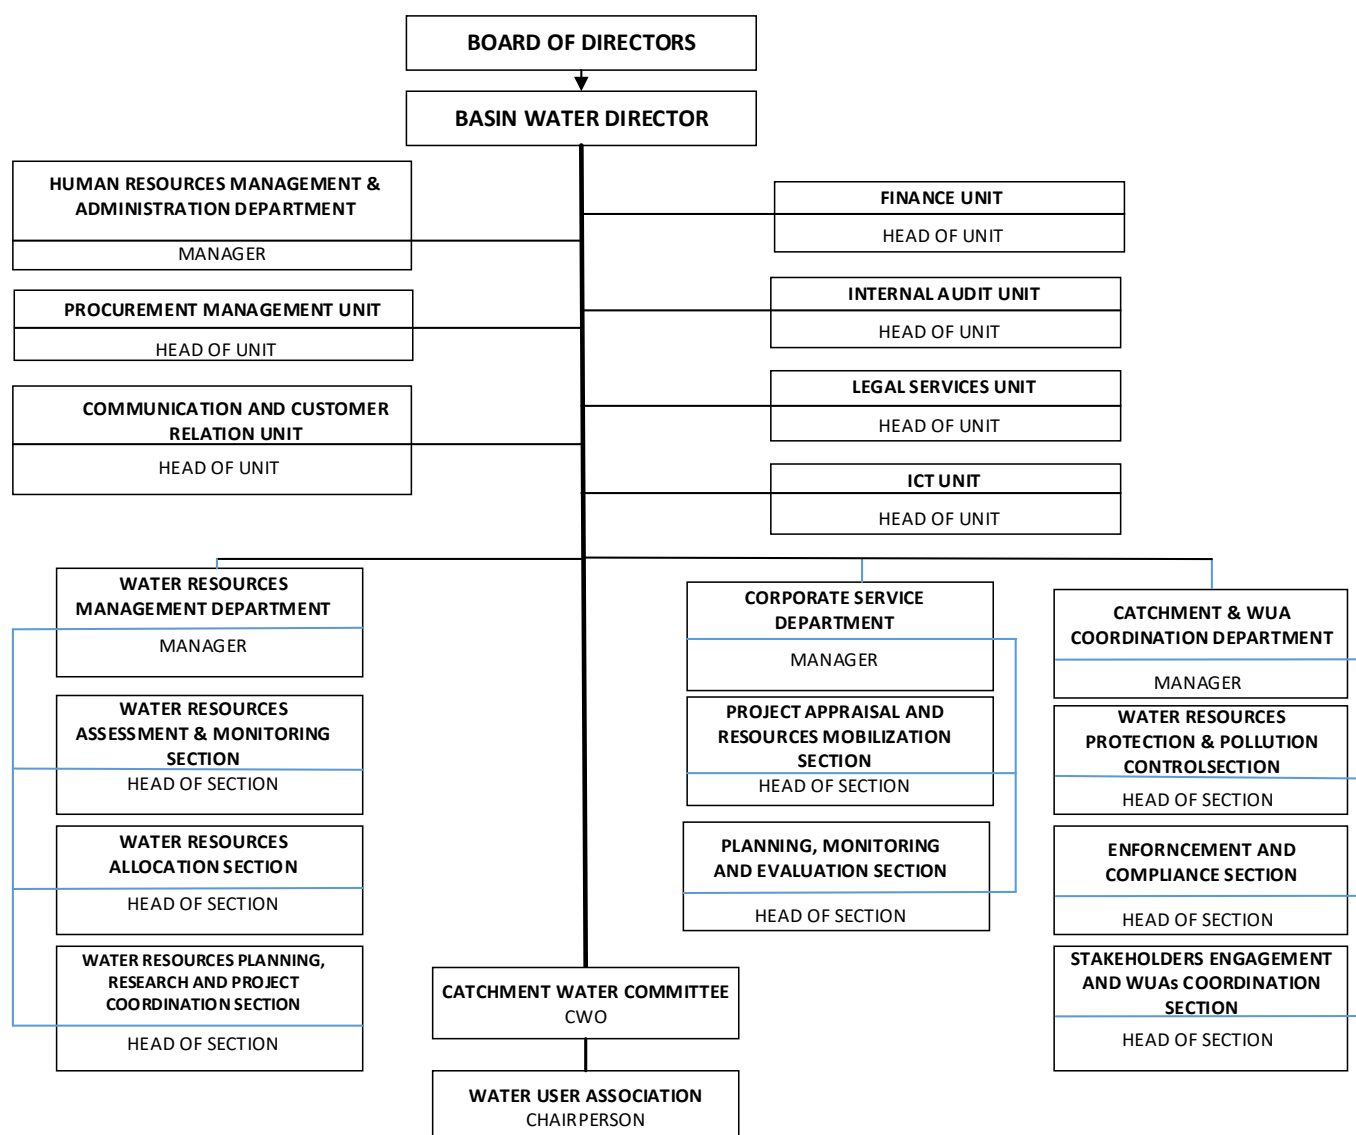 BOARD OF DIRECTORS
BASIN WATER DIRECTOR
HUMAN RESOURCES MANAGEMENT &
ADMINISTRATION DEPARTMENT
MANAGER
FINANCE UNIT
HEAD OF UNIT
PROCUREMENT MANAGEMENT UNIT
HEAD OF UNIT
INTERNAL AUDIT UNIT
HEAD OF UNIT
COMMUNICATION AND CUSTOMER
RELATION UNIT
HEAD OF UNIT
LEGAL SERVICES UNIT
HEAD OF UNIT
ICT UNIT
HEAD OF UNIT
WATER RESOURCES
MANAGEMENT DEPARTMENT
MANAGER
WATER RESOURCES
ASSESSMENT & MONITORING
SECTION
HEAD OF SECTION
WATER RESOURCES
ALLOCATION SECTION
HEAD OF SECTION
WATER RESOURCES PLANNING,
RESEARCH AND PROJECT
COORDINATION SECTION
HEAD OF SECTION
CORPORATE SERVICE
DEPARTMENT
MANAGER
PROJECT APPRAISAL AND
RESOURCES MOBILIZATION
SECTION
HEAD OF SECTION
PLANNING, MONITORING
AND EVALUATION SECTION
HEAD OF SECTION
CATCHMENT & WUA
COORDINATION DEPARTMENT
MANAGER
WATER RESOURCES
PROTECTION & POLLUTION
CONTROLSECTION
HEAD OF SECTION
ENFORNCEMENT AND
COMPLIANCE SECTION
HEAD OF SECTION
STAKEHOLDERS ENGAGEMENT
AND WUAs COORDINATION
SECTION
HEAD OF SECTION
CATCHMENT WATER COMMITTEE
CWO
WATER USER ASSOCIATION
CHAIRPERSON